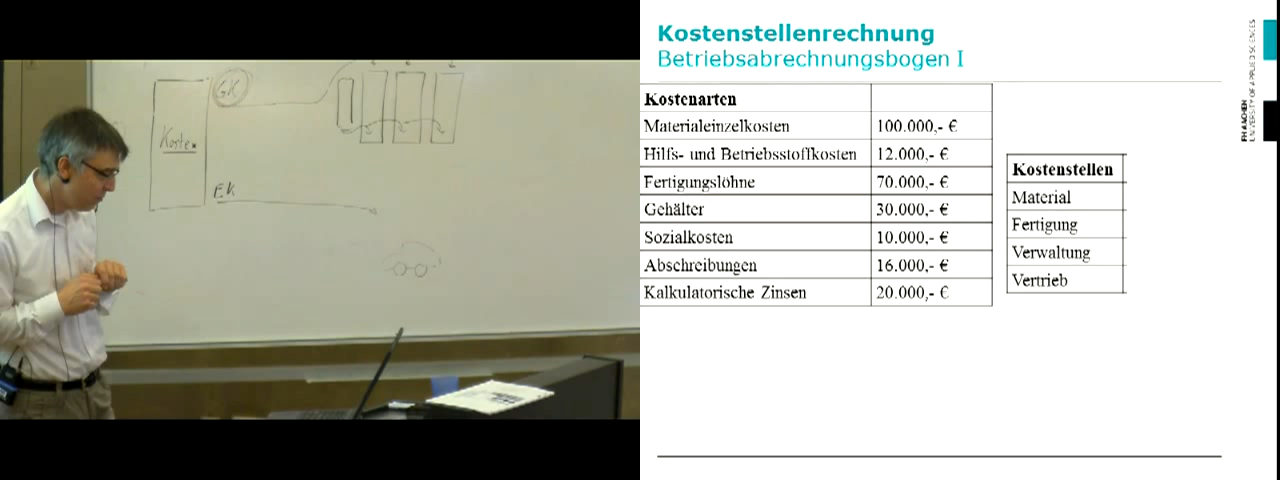 GK
Kosten
EK
Kostenstellenrechnung
Betriebsabrechnungsbogen I
Kostenarten
Materialeinzelkosten 100.000,- €
Hilfs- und Betriebsstoffkosten 12.000,- €
Fertigungslöhne 70.000,- €
Gehälter 30.000,- €
Sozialkosten 10.000,- €
Abschreibungen 16.000,- €
Kalkulatorische Zinsen 20.000,- €
Kostenstellen
Material
Fertigung
Verwaltung
Vertrieb
FH AACHEN
UNIVERSITY OF APPLIED SCIENCES